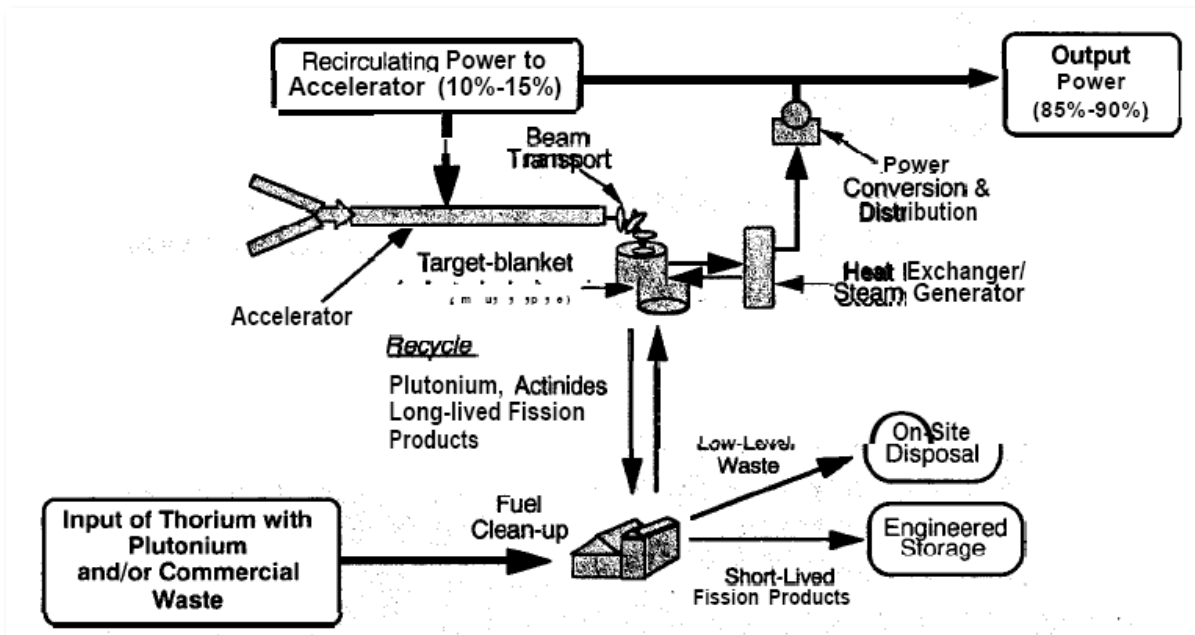 Recirculating Power to
Accelerator (10%-15%)
Output
Power
(85%-90%)
Beam
Transport
Power
Conversion &
Distribution
Target-blanket
Heat Exchanger/
Steam Generator
Accelerator
Recycle
Plutonium, Actinides
Long-lived Fission
Products
Low-Level
Waste
On-Site
Disposal
Fuel
Clean-up
Input of Thorium with
Plutonium
and/or Commercial
Waste
Engineered
Storage
Short-Lived
Fission Products